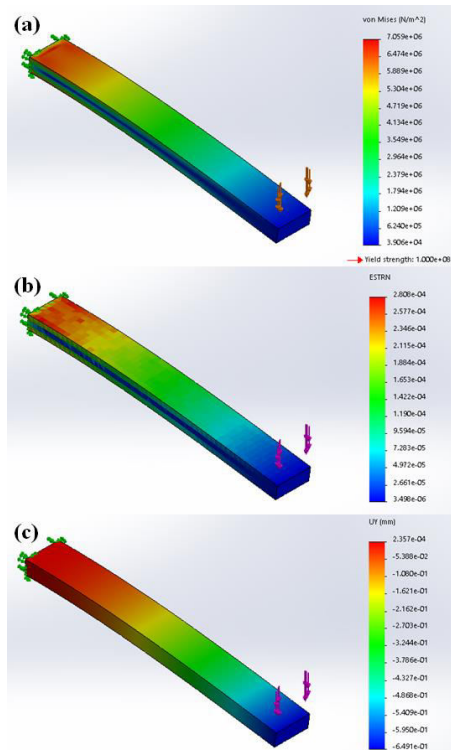 (a)
von Mises (N/m^2)
7.059e+06
6.474e+06
5.889e+06
5.304e+06
4.719e+06
4.134e+06
3.549e+06
2.964e+06
2.379e+06
1.794e+06
1.209e+06
6.240e+05
3.906e+04
Yield strength: 1.000e+08
(b)
ESTRN
2.808e-04
2.577e-04
2.346e-04
2.115e-04
1.884e-04
1.653e-04
1.422e-04
1.190e-04
9.594e-05
7.283e-05
4.972e-05
2.661e-05
3.498e-06
(c)
UY (mm)
2.357e-04
-5.388e-02
-1.080e-01
-1.621e-01
-2.162e-01
-2.703e-01
-3.244e-01
-3.786e-01
-4.327e-01
-4.868e-01
-5.409e-01
-5.950e-01
-6.491e-01